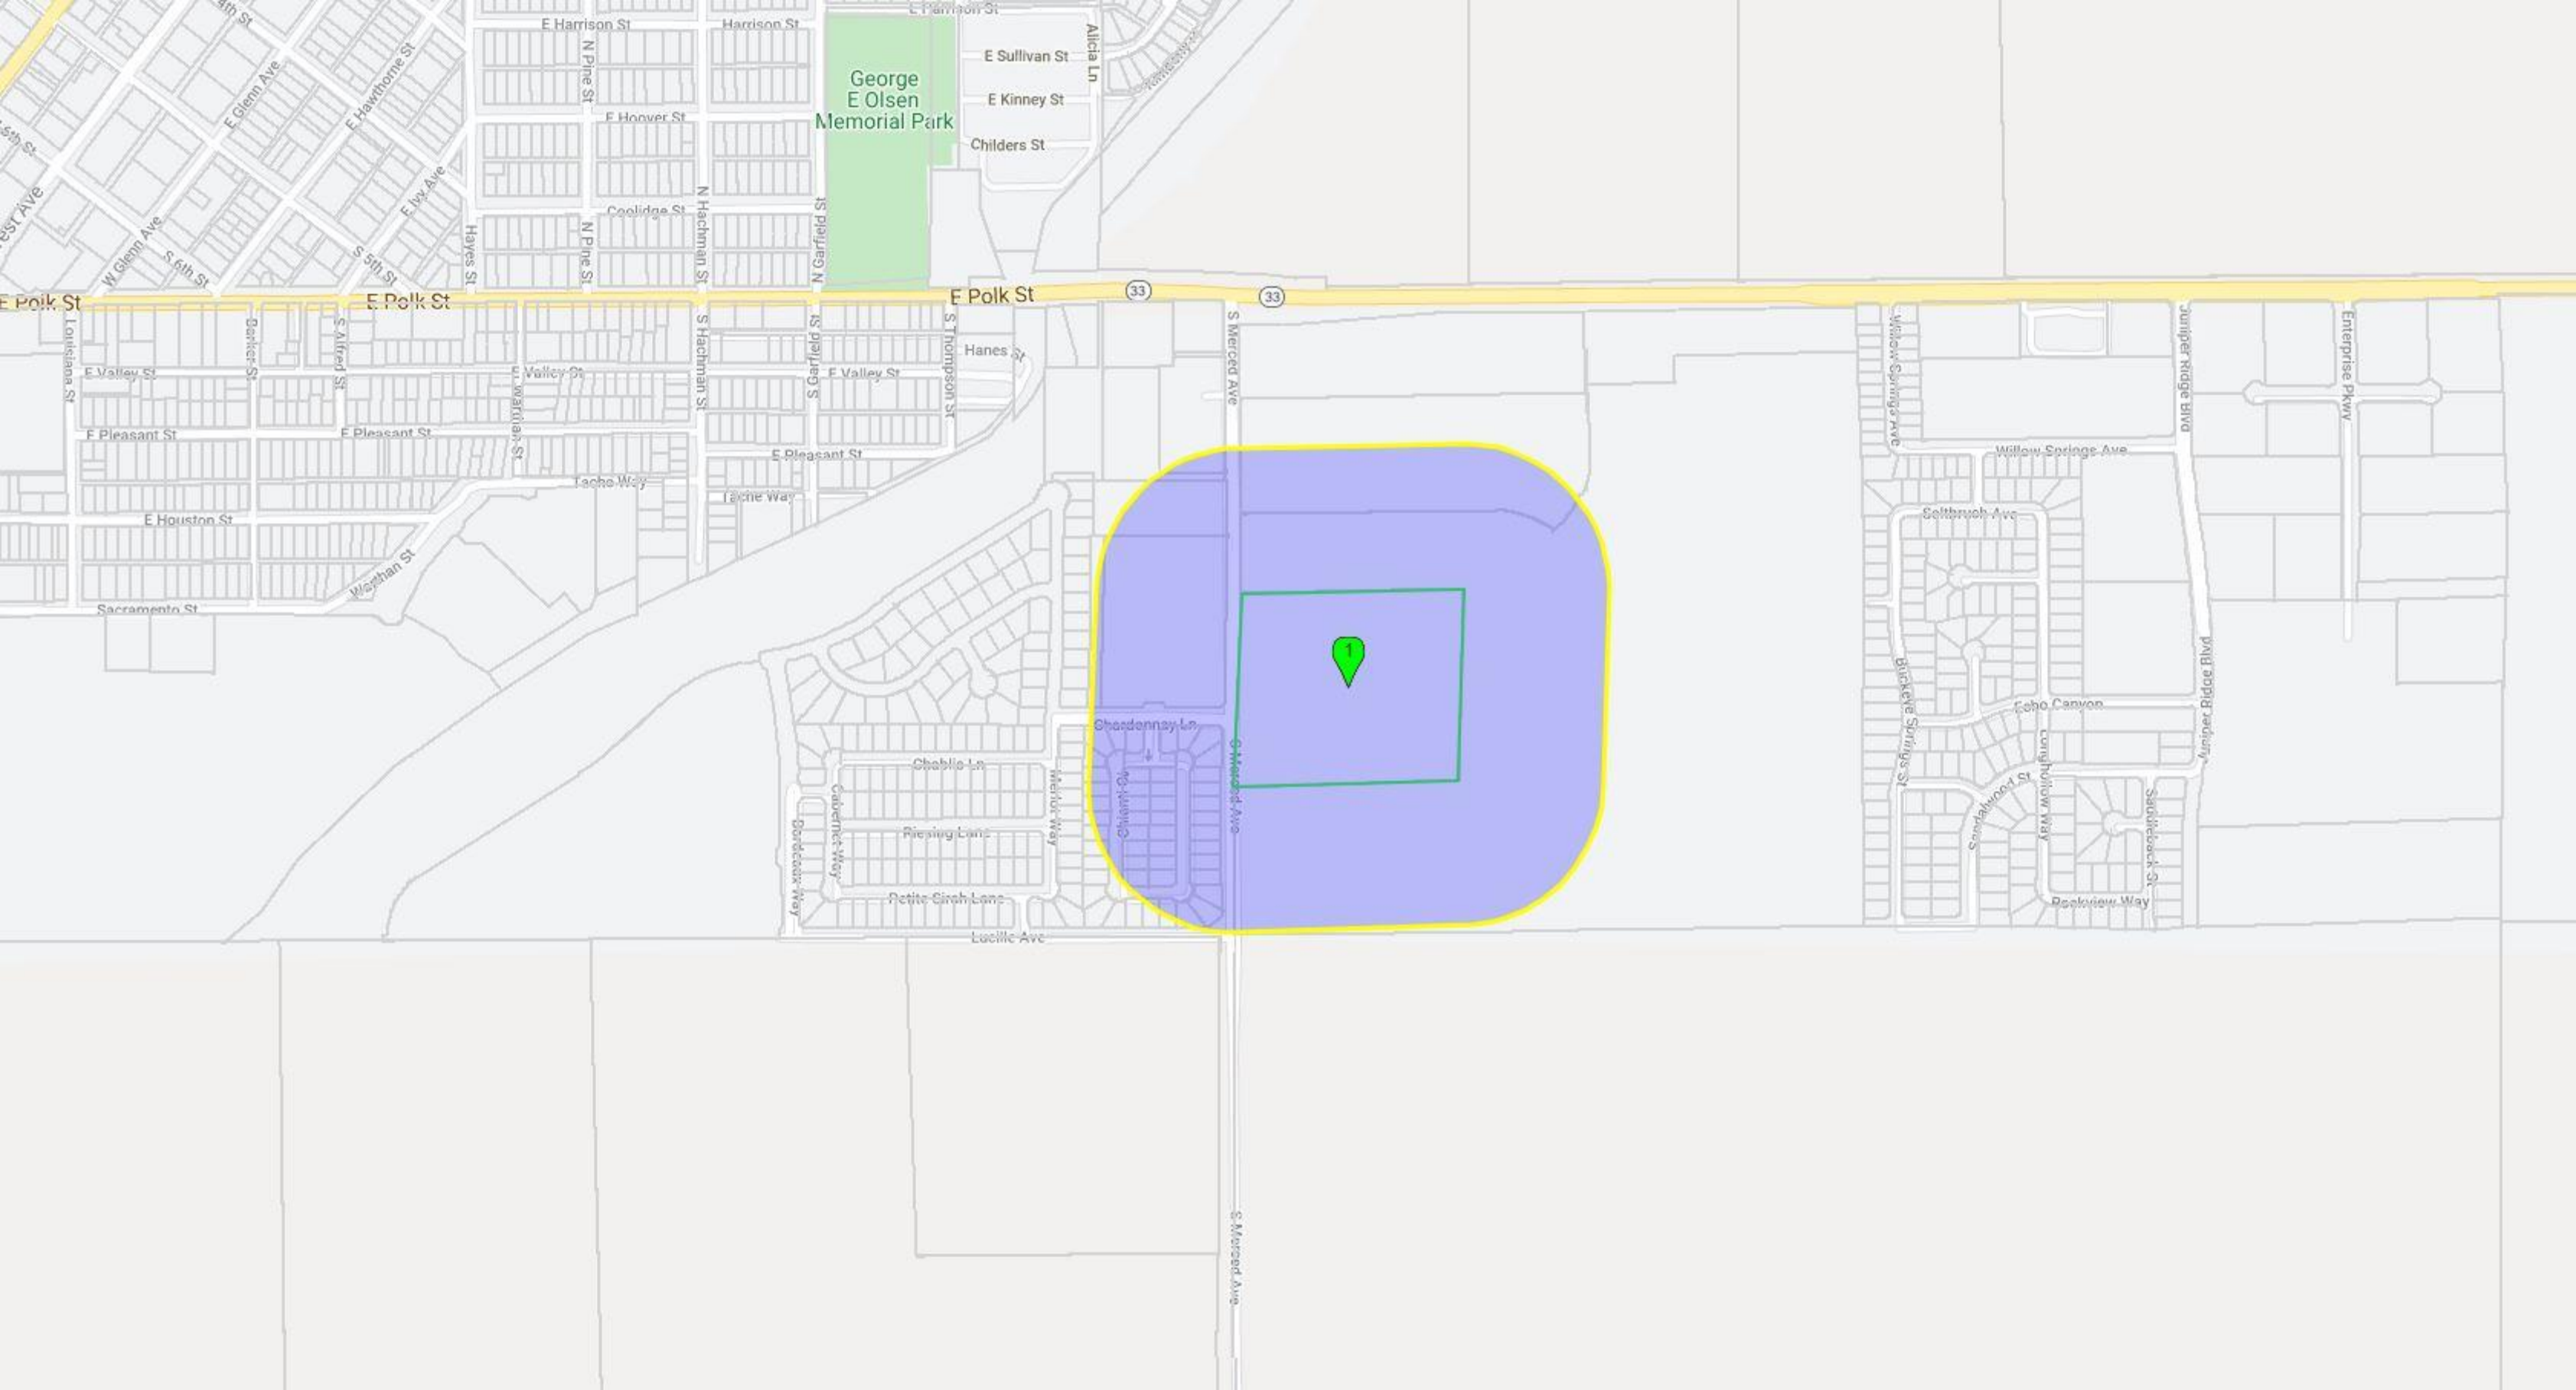 4th St
E Harrison St
Harrison St
E Harrison St
E Glenn Ave
E Hawthorne St
N Pine St
Alicia Ln
E Sullivan St
George
E Olsen
Memorial Park
E Kinney St
E Hoover St
Childers St
E Ivy Ave
N Hachman St
N Garfield St
Coolidge St
W Glenn Ave
S 6th St
S 5th St
Hayes St
N Pine St
E Polk St
E Polk St
E Polk St
33
33
Louisiana St
S Alfred St
S Hachman St
S Garfield St
S Thompson St
Hanes St
S Merced Ave
Willow Springs Ave
Juniper Ridge Blvd
Enterprise Pkwy
E Valley St
E Valley St
E Valley St
E Pleasant St
E Pleasant St
E Pleasant St
Willow Springs Ave
Tache Way
Tache Way
E Houston St
Saltbrush Ave
Warthan St
Sacramento St
1
Buckeye Springs St
Juniper Ridge Blvd
Echo Canyon
Chardonnay Ln
S Merced Ave
Chablis Ln
Merlot Way
Cabernet Way
Bordeaux Way
Riesling Lane
Longhollow Way
Sandalwood St
Saddleback St
Petite Sirah Lane
Rockview Way
Lucille Ave
S Merced Ave